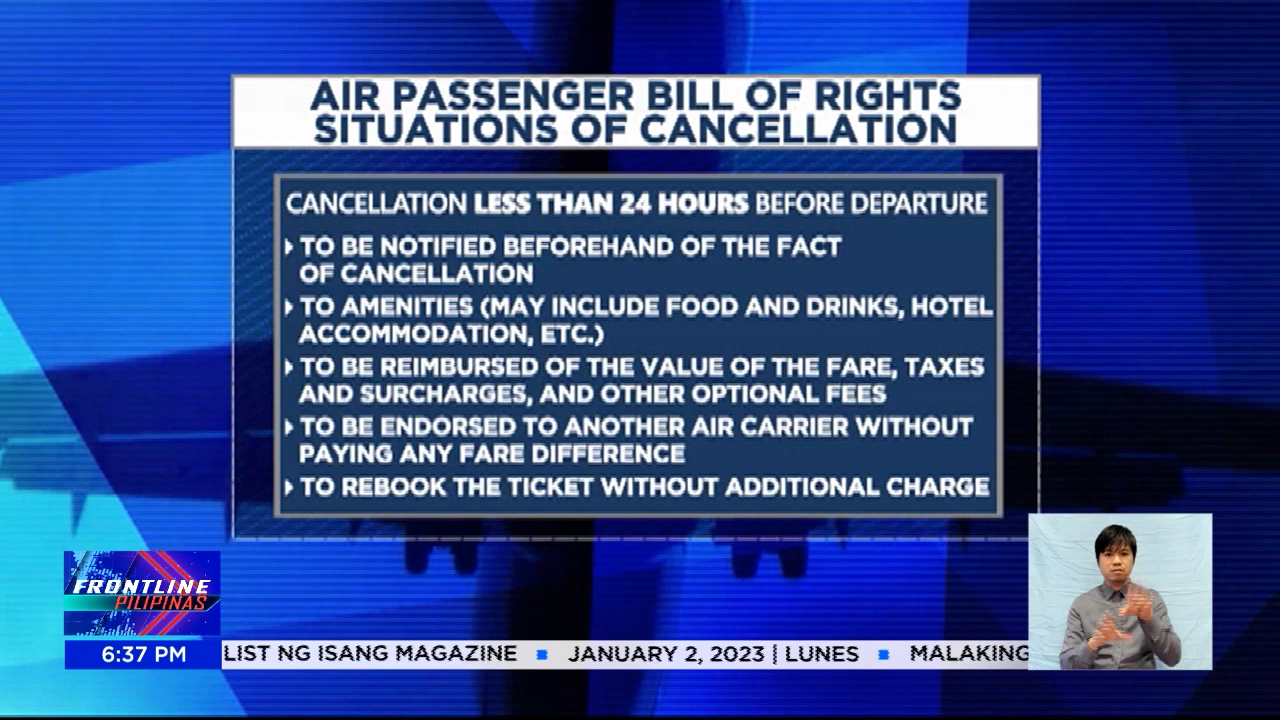 AIR PASSENGER BILL OF RIGHTS
SITUATIONS OF CANCELLATION
CANCELLATION LESS THAN 24 HOURS BEFORE DEPARTURE
TO BE NOTIFIED BEFOREHAND OF THE FACT
OF CANCELLATION
TO AMENITIES (MAY INCLUDE FOOD AND DRINKS, HOTEL
ACCOMMODATION, ETC.)
TO BE REIMBURSED OF THE VALUE OF THE FARE, TAXES
AND SURCHARGES, AND OTHER OPTIONAL FEES
TO BE ENDORSED TO ANOTHER AIR CARRIER WITHOUT
PAYING ANY FARE DIFFERENCE
TO REBOOK THE TICKET WITHOUT ADDITIONAL CHARGE
FRONTLINE
PILIPINAS
6:37 PM
LIST NG ISANG MAGAZINE ▪ JANUARY 2, 2023 | LUNES ▪ MALAKING